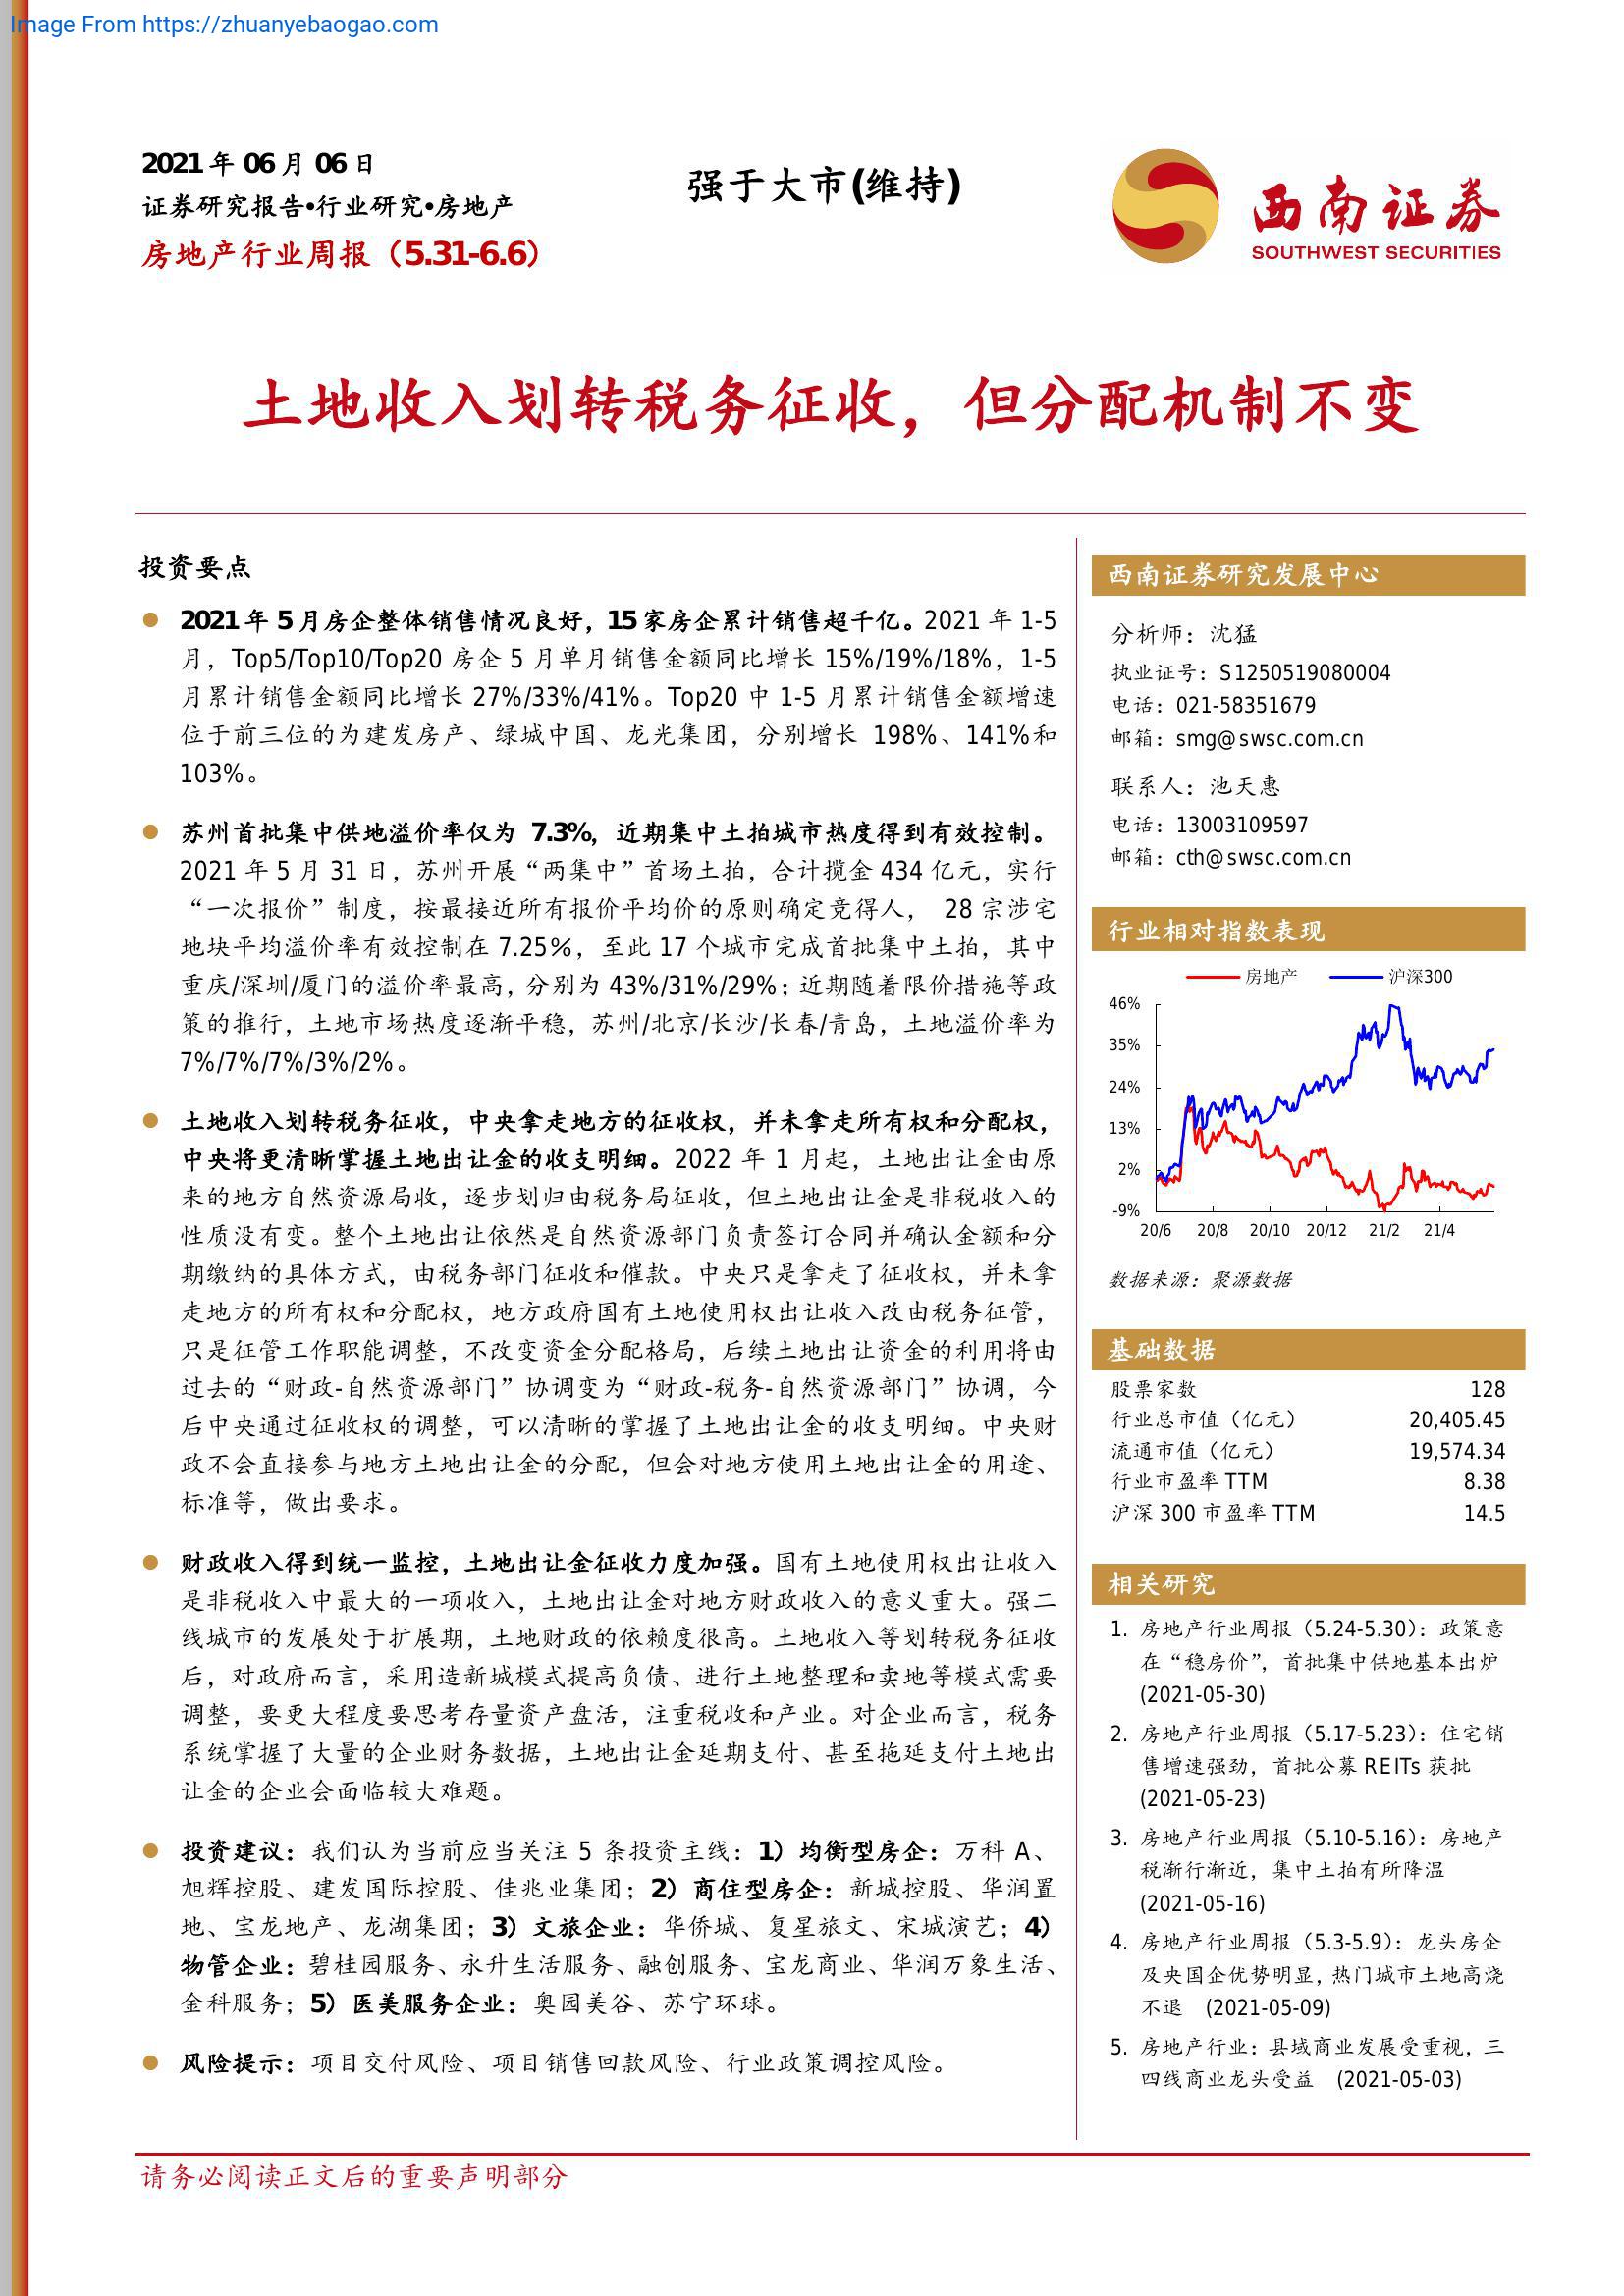 Image From https://zhuanyebaogao.com
2021 年 06 月 06 日
证券研究报告•行业研究•房地产
房地产行业周报（5.31-6.6）
强于大市(维持)
西南证券
SOUTHWEST SECURITIES
土地收入划转税务征收，但分配机制不变
投资要点
2021 年 5 月房企整体销售情况良好，15 家房企累计销售超千亿。2021 年 1-5
月，Top5/Top10/Top20 房企 5 月单月销售金额同比增长 15%/19%/18%，1-5
月累计销售金额同比增长 27%/33%/41%。Top20 中 1-5 月累计销售金额增速
位于前三位的为建发房产、绿城中国、龙光集团，分别增长 198%、141%和
103%。
苏州首批集中供地溢价率仅为 7.3%，近期集中土拍城市热度得到有效控制。
2021 年 5 月 31 日，苏州开展“两集中”首场土拍，合计揽金 434 亿元，实行
“一次报价”制度，按最接近所有报价平均价的原则确定竞得人， 28 宗涉宅
地块平均溢价率有效控制在 7.25%，至此 17 个城市完成首批集中土拍，其中
重庆/深圳/厦门的溢价率最高，分别为 43%/31%/29%；近期随着限价措施等政
策的推行，土地市场热度逐渐平稳，苏州/北京/长沙/长春/青岛，土地溢价率为
7%/7%/7%/3%/2%。
土地收入划转税务征收，中央拿走地方的征收权，并未拿走所有权和分配权，
中央将更清晰掌握土地出让金的收支明细。2022 年 1 月起，土地出让金由原
来的地方自然资源局收，逐步划归由税务局征收，但土地出让金是非税收入的
性质没有变。整个土地出让依然是自然资源部门负责签订合同并确认金额和分
期缴纳的具体方式，由税务部门征收和催款。中央只是拿走了征收权，并未拿
走地方的所有权和分配权，地方政府国有土地使用权出让收入改由税务征管，
只是征管工作职能调整，不改变资金分配格局，后续土地出让资金的利用将由
过去的“财政-自然资源部门”协调变为“财政-税务-自然资源部门”协调，今
后中央通过征收权的调整，可以清晰的掌握了土地出让金的收支明细。中央财
政不会直接参与地方土地出让金的分配，但会对地方使用土地出让金的用途、
标准等，做出要求。
财政收入得到统一监控，土地出让金征收力度加强。国有土地使用权出让收入
是非税收入中最大的一项收入，土地出让金对地方财政收入的意义重大。强二
线城市的发展处于扩展期，土地财政的依赖度很高。土地收入等划转税务征收
后，对政府而言，采用造新城模式提高负债、进行土地整理和卖地等模式需要
调整，要更大程度要思考存量资产盘活，注重税收和产业。对企业而言，税务
系统掌握了大量的企业财务数据，土地出让金延期支付、甚至拖延支付土地出
让金的企业会面临较大难题。
投资建议：我们认为当前应当关注 5 条投资主线：1）均衡型房企：万科 A、
旭辉控股、建发国际控股、佳兆业集团；2）商住型房企：新城控股、华润置
地、宝龙地产、龙湖集团；3）文旅企业：华侨城、复星旅文、宋城演艺；4）
物管企业：碧桂园服务、永升生活服务、融创服务、宝龙商业、华润万象生活、
金科服务；5）医美服务企业：奥园美谷、苏宁环球。
风险提示：项目交付风险、项目销售回款风险、行业政策调控风险。
西南证券研究发展中心
分析师：沈猛
执业证号：S1250519080004
电话：021-58351679
邮箱：smg@swsc.com.cn
联系人：池天惠
电话：13003109597
邮箱：cth@swsc.com.cn
行业相对指数表现
房地产 沪深300
46%
35%
24%
13%
2%
-9%
20/6 20/8 20/10 20/12 21/2 21/4
数据来源：聚源数据
基础数据
股票家数 128
行业总市值（亿元） 20,405.45
流通市值（亿元） 19,574.34
行业市盈率 TTM 8.38
沪深 300 市盈率 TTM 14.5
相关研究
1. 房地产行业周报（5.24-5.30）：政策意
在“稳房价”，首批集中供地基本出炉
(2021-05-30)
2. 房地产行业周报（5.17-5.23）：住宅销
售增速强劲，首批公募 REITs 获批
(2021-05-23)
3. 房地产行业周报（5.10-5.16）：房地产
税渐行渐近，集中土拍有所降温
(2021-05-16)
4. 房地产行业周报（5.3-5.9）：龙头房企
及央国企优势明显，热门城市土地高烧
不退 (2021-05-09)
5. 房地产行业：县域商业发展受重视，三
四线商业龙头受益 (2021-05-03)
请务必阅读正文后的重要声明部分